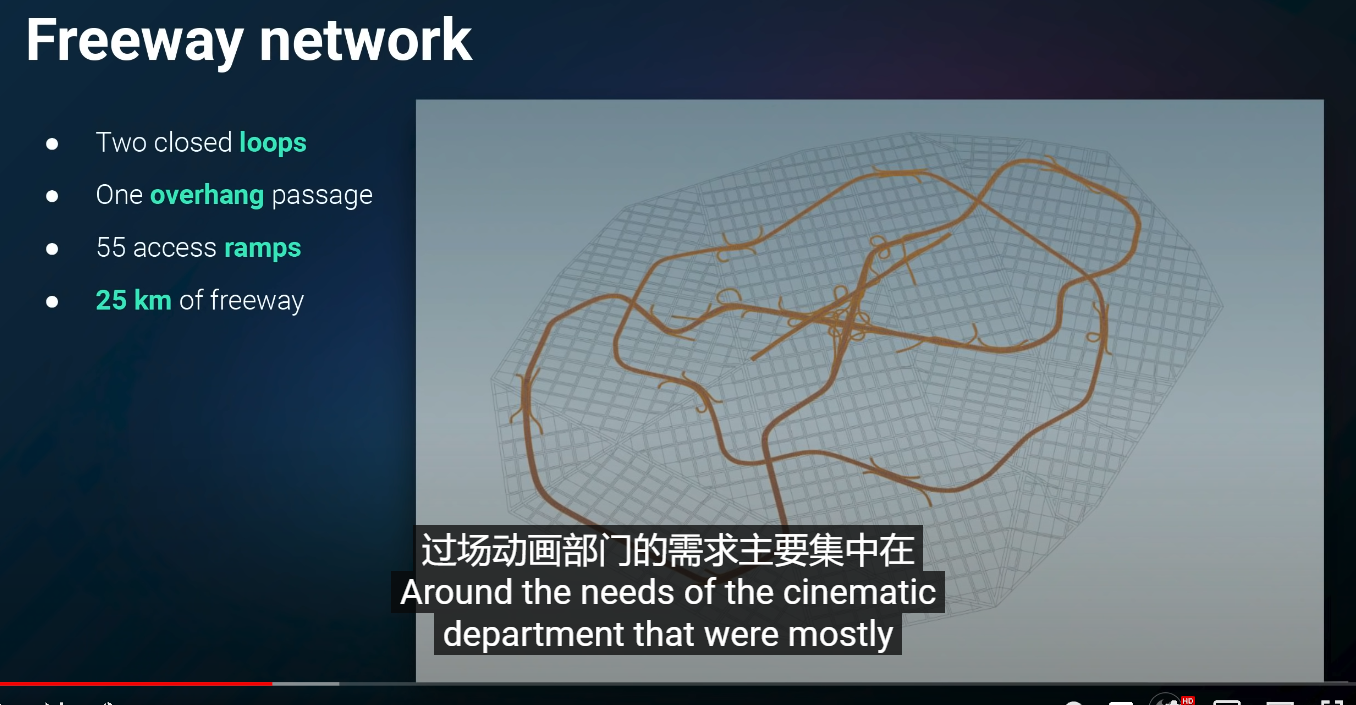 Freeway network
Two closed loops
One overhang passage
55 access ramps
25 km of freeway
过场动画部门的需求主要集中在
Around the needs of the cinematic
department that were mostly
HD